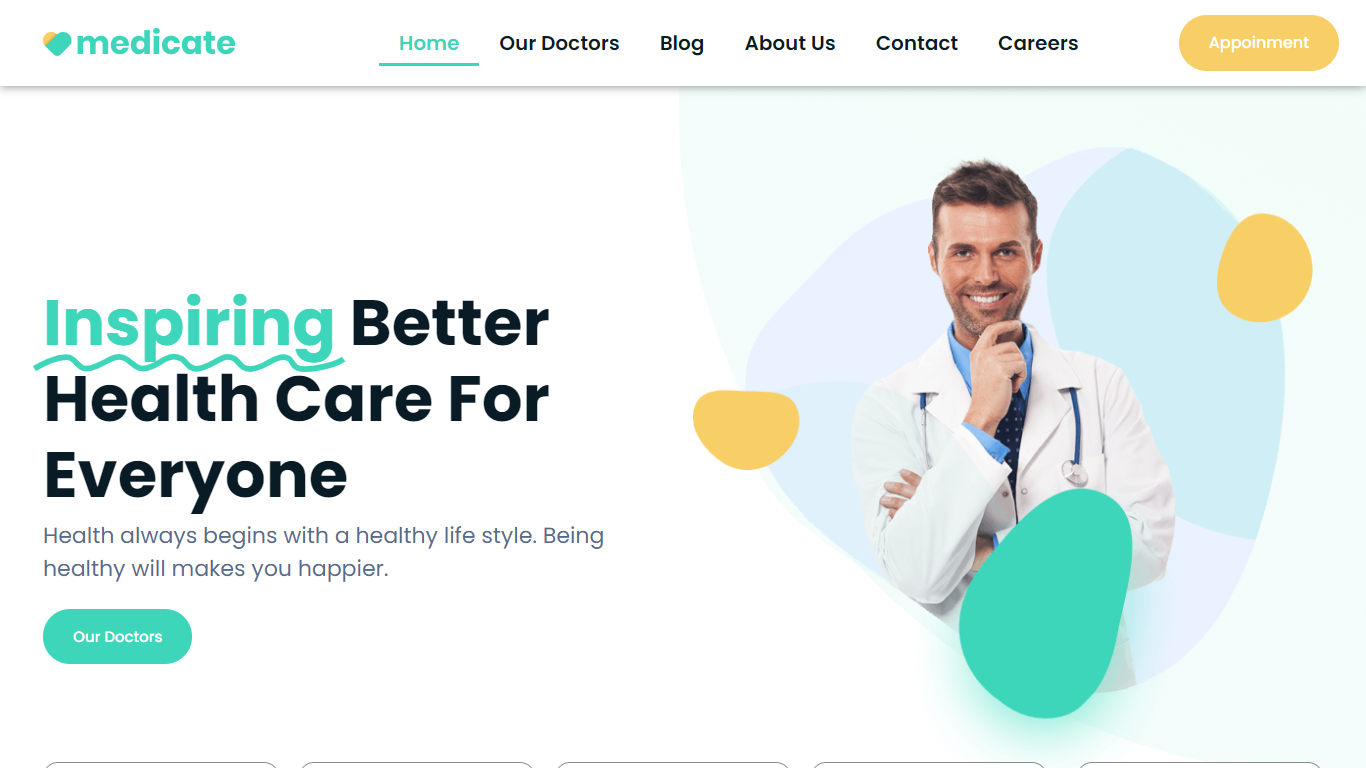 medicate
Home
Our Doctors
Blog
About Us
Contact
Careers
Appoinment
Inspiring Better
Health Care For
Everyone
Health always begins with a healthy life style. Being
healthy will makes you happier.
Our Doctors